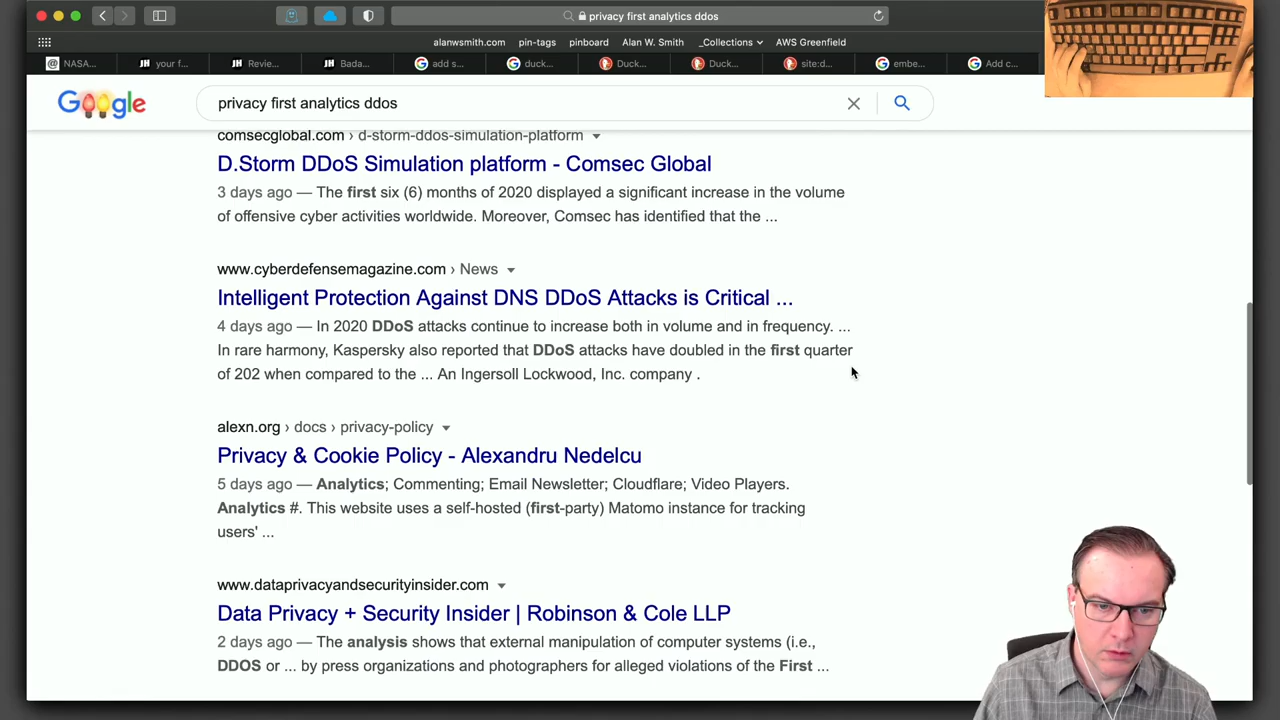 privacy first analytics ddos
alanwsmith.com pin-tags pinboard Alan W. Smith _Collections AWS Greenfield
NASA... your f... Revie... Bada... add s... duck... Duck... Duck... site:d... embe... Add c...
Google privacy first analytics ddos
comsecglobal.com › d-storm-ddos-simulation-platform
D.Storm DDoS Simulation platform - Comsec Global
3 days ago — The first six (6) months of 2020 displayed a significant increase in the volume
of offensive cyber activities worldwide. Moreover, Comsec has identified that the ...
www.cyberdefensemagazine.com › News
Intelligent Protection Against DNS DDoS Attacks is Critical ...
4 days ago — In 2020 DDoS attacks continue to increase both in volume and in frequency. ...
In rare harmony, Kaspersky also reported that DDoS attacks have doubled in the first quarter
of 202 when compared to the ... An Ingersoll Lockwood, Inc. company .
alexn.org › docs › privacy-policy
Privacy & Cookie Policy - Alexandru Nedelcu
5 days ago — Analytics; Commenting; Email Newsletter; Cloudflare; Video Players.
Analytics #. This website uses a self-hosted (first-party) Matomo instance for tracking
users' ...
www.dataprivacyandsecurityinsider.com
Data Privacy + Security Insider | Robinson & Cole LLP
2 days ago — The analysis shows that external manipulation of computer systems (i.e.,
DDOS or ... by press organizations and photographers for alleged violations of the First ...